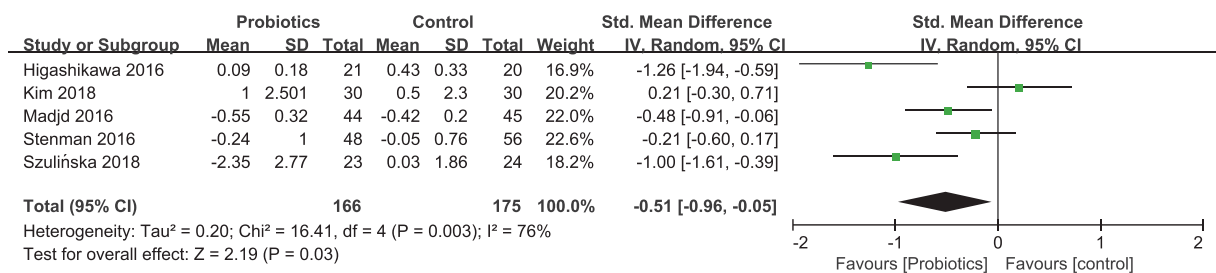 Probiotics Control Std. Mean Difference Std. Mean Difference
Study or Subgroup Mean SD Total Mean SD Total Weight IV, Random, 95% CI IV, Random, 95% CI
Higashikawa 2016 0.09 0.18 21 0.43 0.33 20 16.9% -1.26 [-1.94, -0.59]
Kim 2018 1 2.501 30 0.5 2.3 30 20.2% 0.21 [-0.30, 0.71]
Madjd 2016 -0.55 0.32 44 -0.42 0.2 45 22.0% -0.48 [-0.91, -0.06]
Stenman 2016 -0.24 1 48 -0.05 0.76 56 22.6% -0.21 [-0.60, 0.17]
Szulińska 2018 -2.35 2.77 23 0.03 1.86 24 18.2% -1.00 [-1.61, -0.39]
Total (95% CI) 166 175 100.0% -0.51 [-0.96, -0.05]
Heterogeneity: Tau² = 0.20; Chi² = 16.41, df = 4 (P = 0.003); I² = 76%
Test for overall effect: Z = 2.19 (P = 0.03)
-2 -1 0 1 2
Favours [Probiotics] Favours [control]